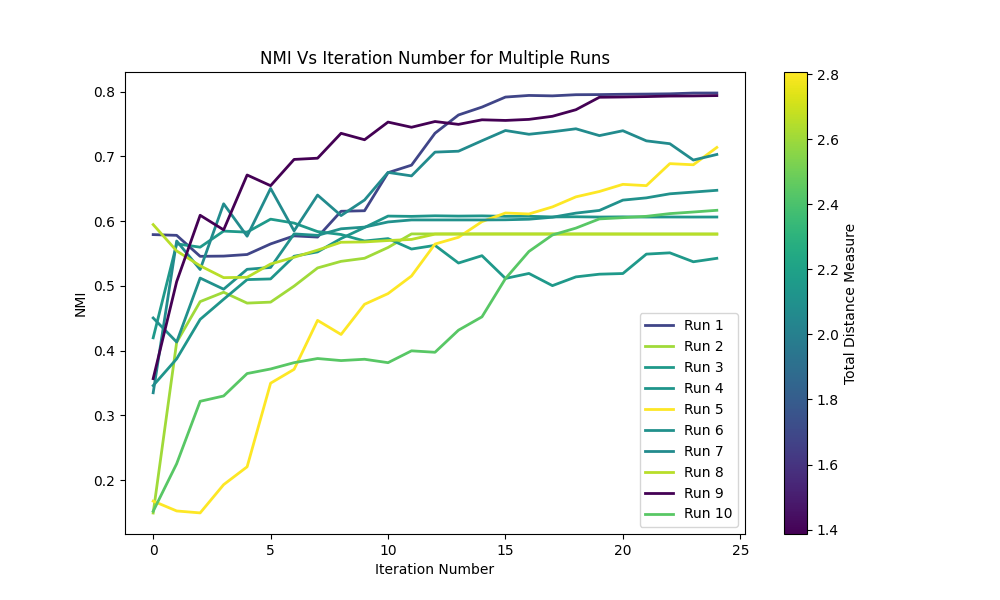 NMI Vs Iteration Number for Multiple Runs
NMI
0.8
0.7
0.6
0.5
0.4
0.3
0.2
0
5
10
15
20
25
Iteration Number
Run 1
Run 2
Run 3
Run 4
Run 5
Run 6
Run 7
Run 8
Run 9
Run 10
2.8
2.6
2.4
2.2
2.0
1.8
1.6
1.4
Total Distance Measure